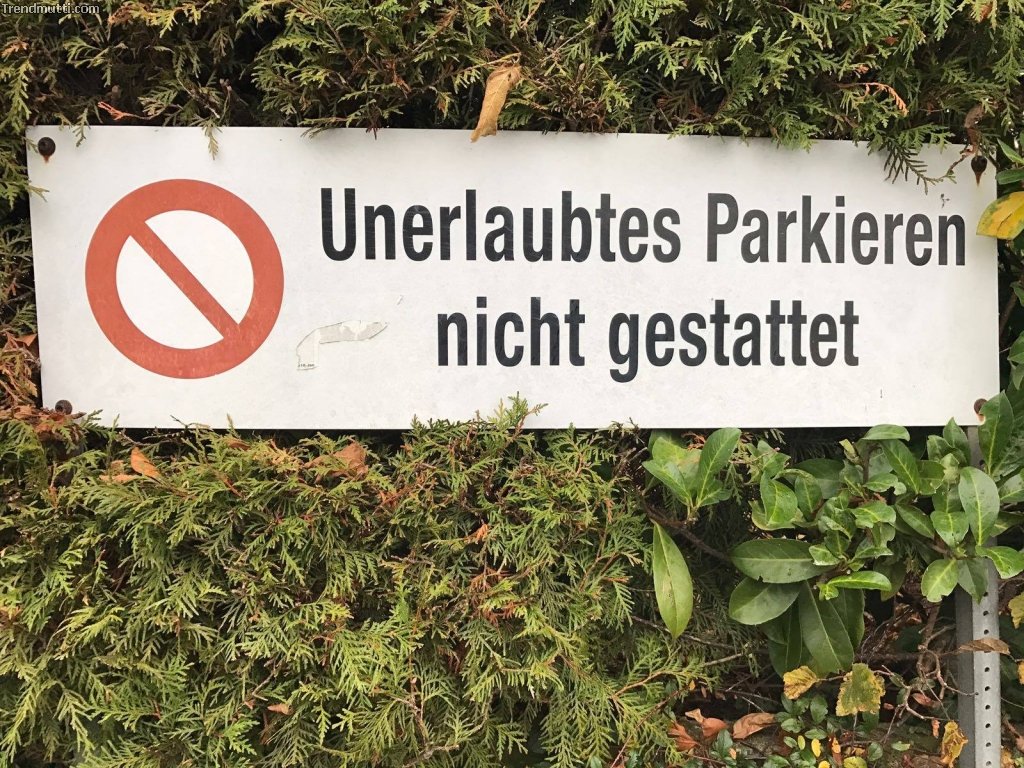 Trendmutti.com
Unerlaubtes Parkieren
nicht gestattet